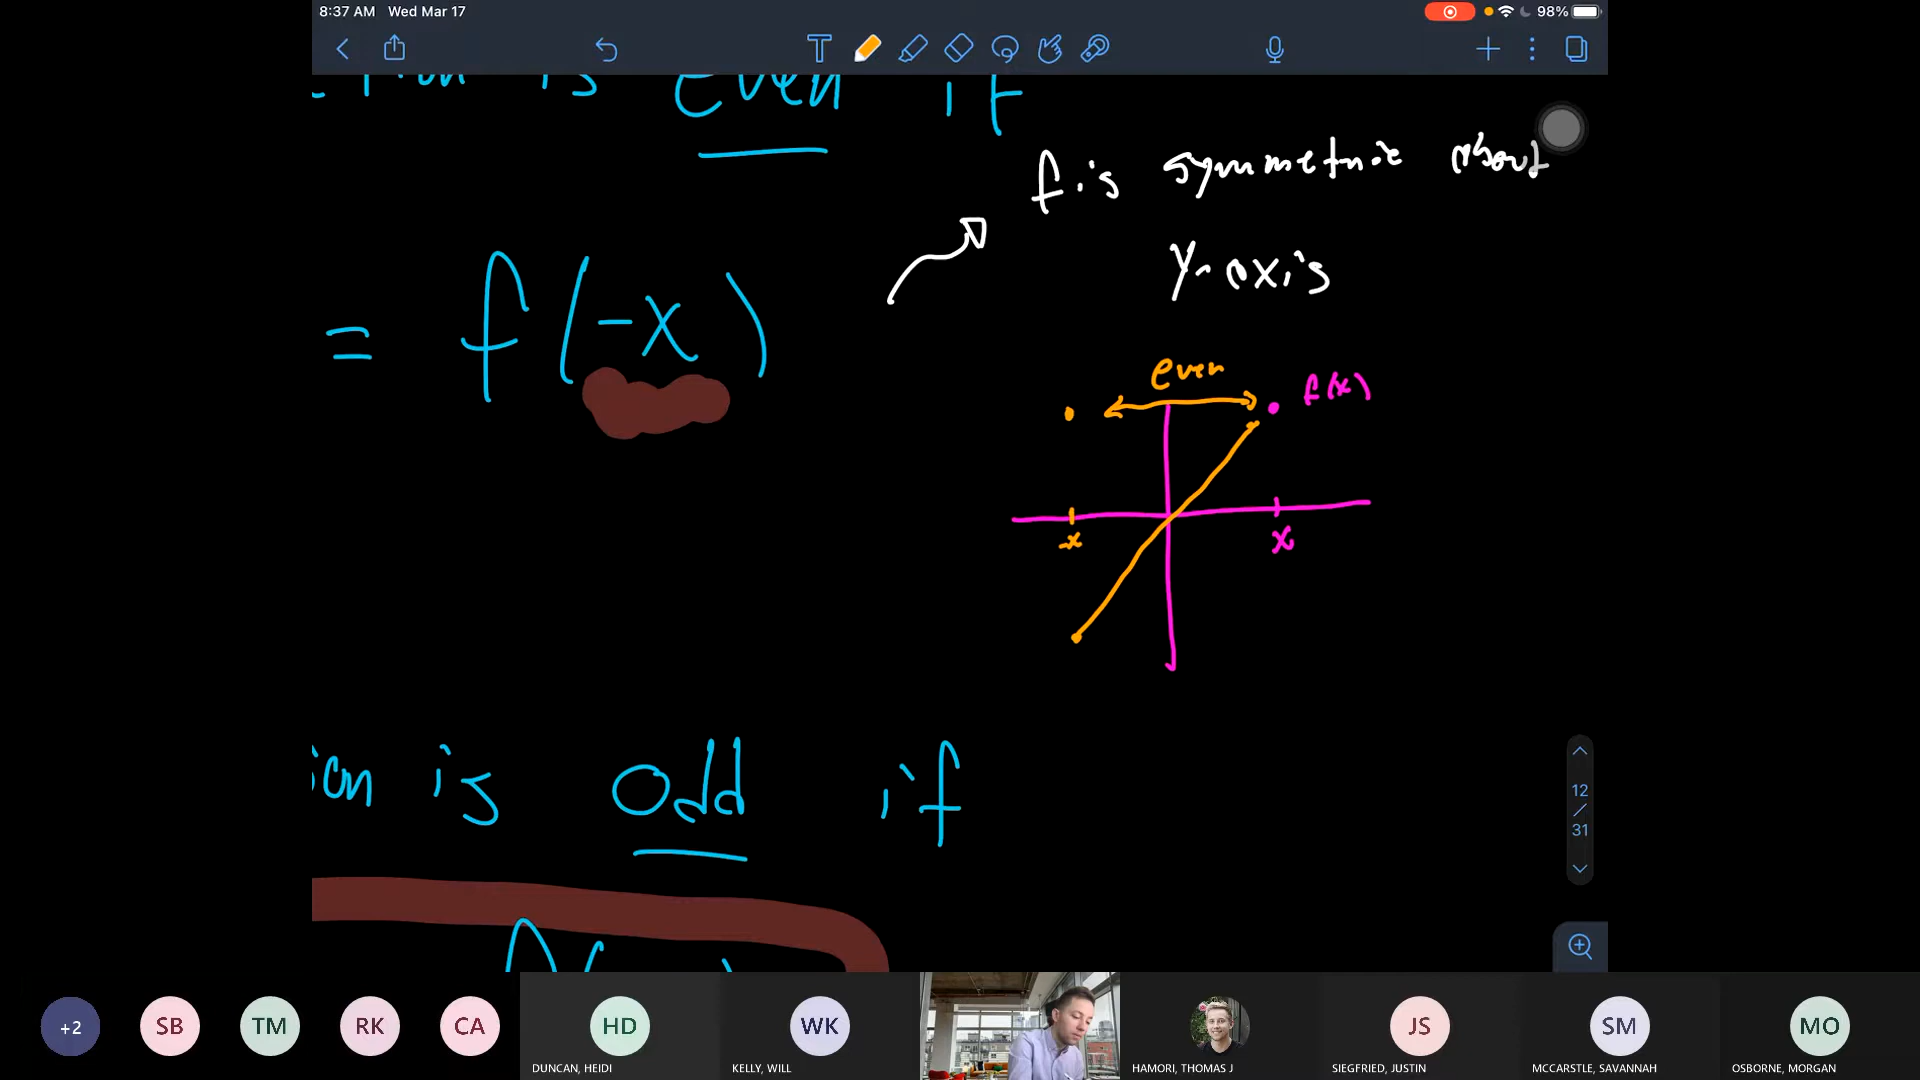 8:37 AM Wed Mar 17 98%
is even if
f is symmetric about
y-axis
= f(-x)
even
f(x)
-x
x
is odd if
12
/
31
+2
SB
TM
RK
CA
HD
WK
JS
SM
MO
DUNCAN, HEIDI
KELLY, WILL
HAMORI, THOMAS J
SIEGFRIED, JUSTIN
MCCARSTLE, SAVANNAH
OSBORNE, MORGAN